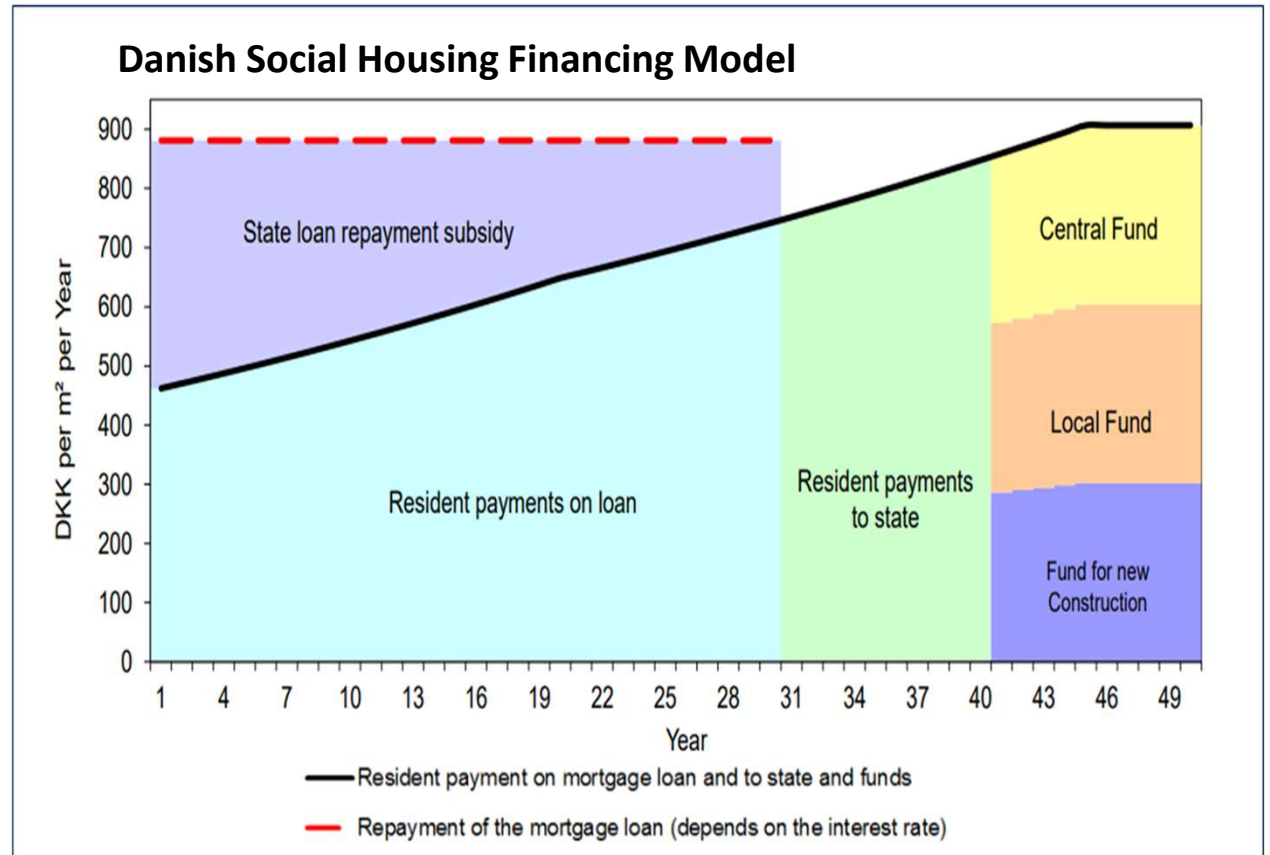 Danish Social Housing Financing Model
DKK per m² per Year
900
800
700
600
500
400
300
200
100
0
State loan repayment subsidy
Resident payments on loan
Resident payments
to state
Central Fund
Local Fund
Fund for new
Construction
1 4 7 10 13 16 19 22 25 28 31 34 37 40 43 46 49
Year
Resident payment on mortgage loan and to state and funds
Repayment of the mortgage loan (depends on the interest rate)